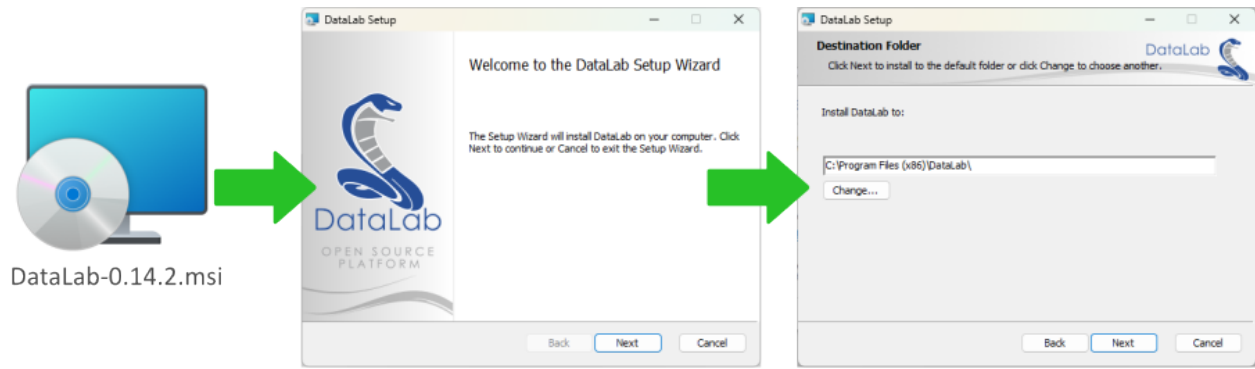 DataLab-0.14.2.msi
DataLab Setup
Welcome to the DataLab Setup Wizard
The Setup Wizard will install DataLab on your computer. Click
Next to continue or Cancel to exit the Setup Wizard.
DataLab
OPEN SOURCE
PLATFORM
Back Next Cancel
DataLab Setup
Destination Folder
DataLab
Click Next to install to the default folder or click Change to choose another.
Install DataLab to:
C:\Program Files (x86)\DataLab\
Change...
Back Next Cancel